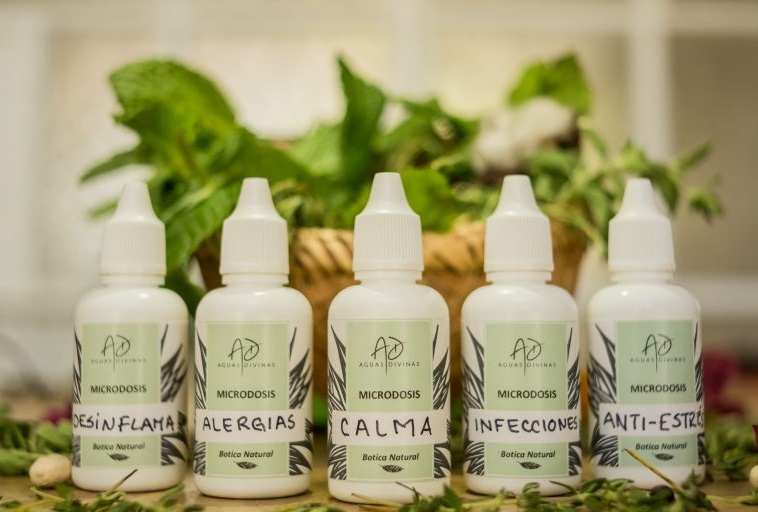 AD
AGUAS DIVINAS
MICRODOSIS
DESINFLAMA
Botica Natural
AD
AGUAS DIVINAS
MICRODOSIS
ALERGIAS
Botica Natural
AD
AGUAS DIVINAS
MICRODOSIS
CALMA
Botica Natural
AD
AGUAS DIVINAS
MICRODOSIS
INFECCIONES
Botica Natural
AD
AGUAS DIVINAS
MICRODOSIS
ANTI-ESTRE
Botica Natural